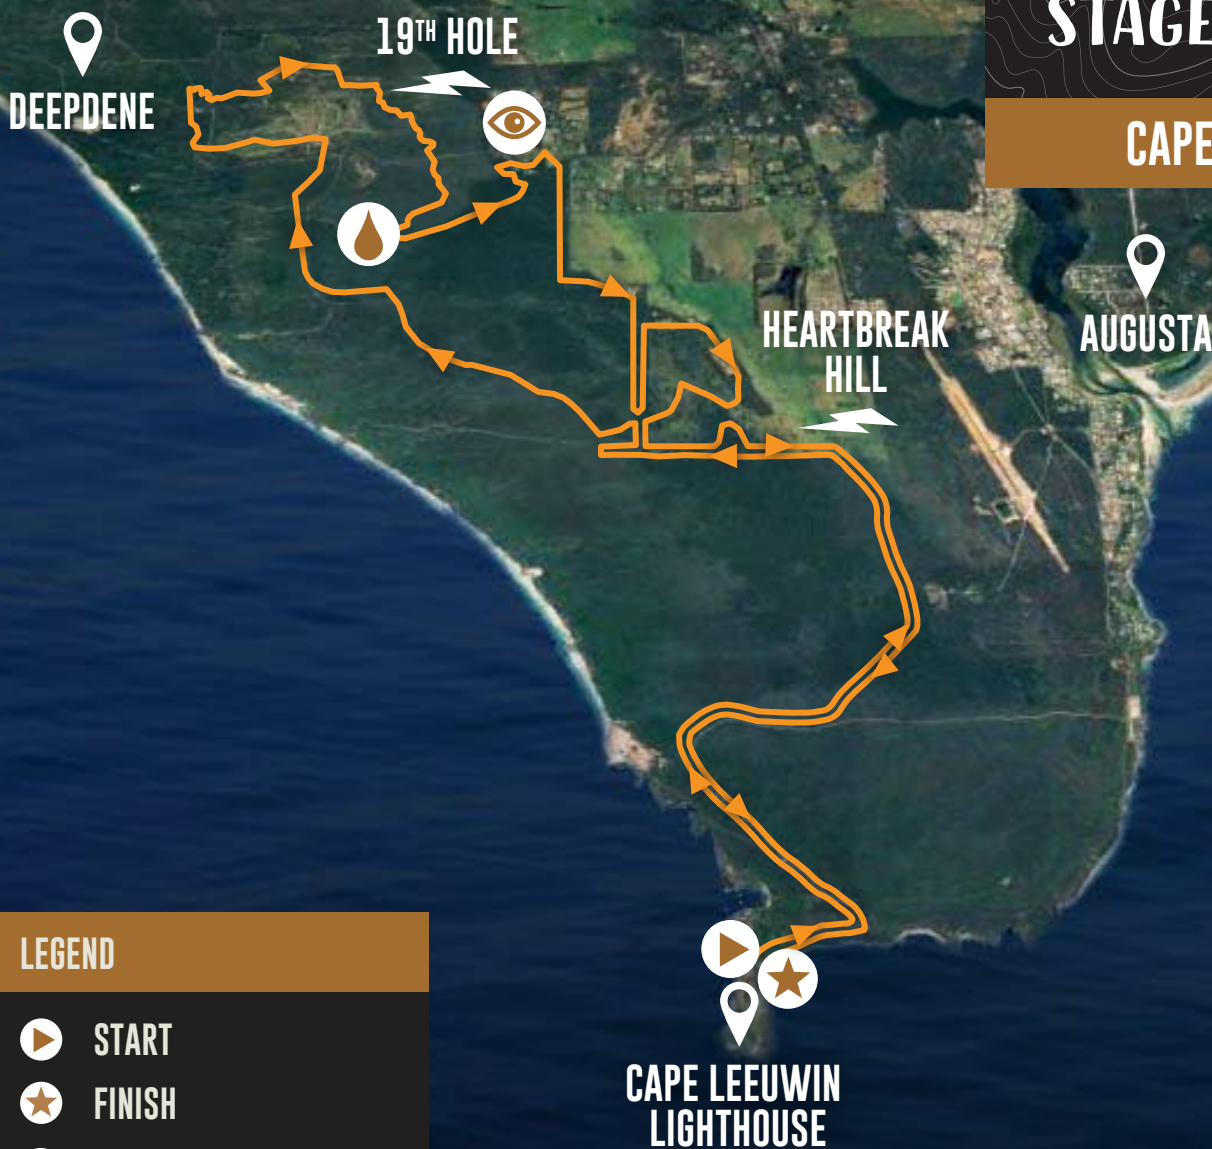 STAGE
CAPE
19TH HOLE
DEEPDENE
AUGUSTA
HEARTBREAK
HILL
CAPE LEEUWIN
LIGHTHOUSE
LEGEND
START
FINISH